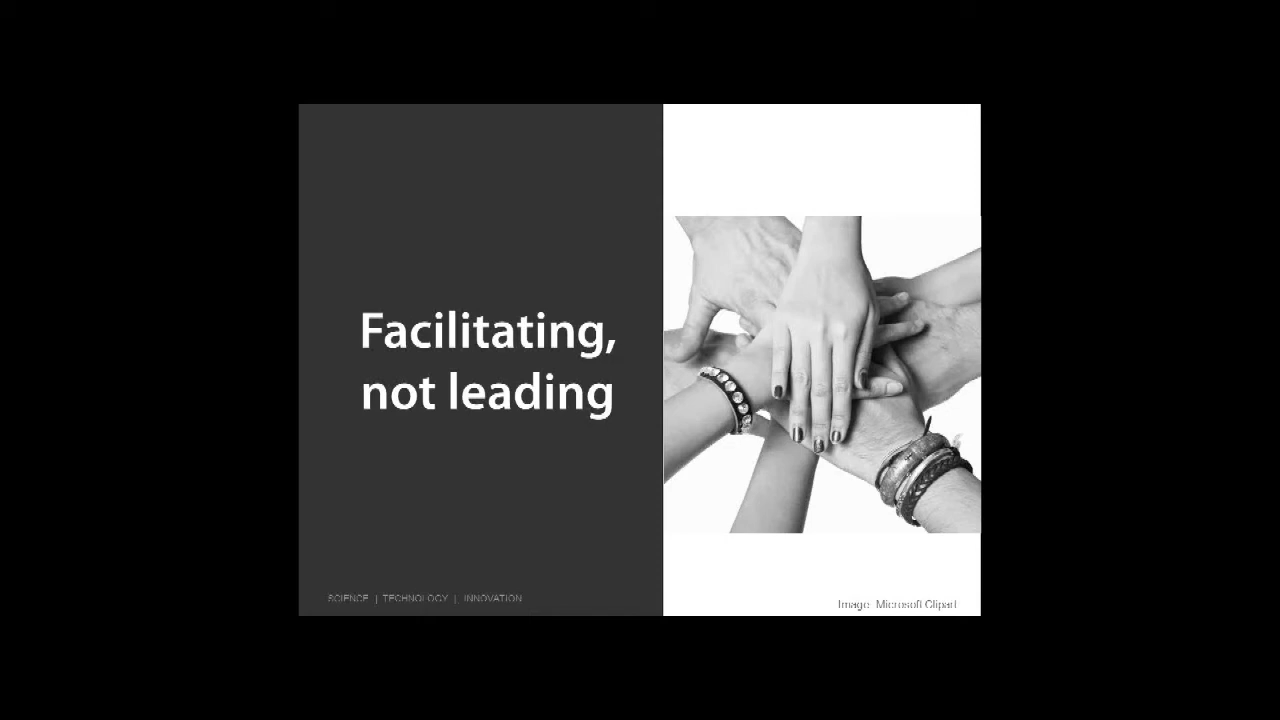 Facilitating,
not leading
SCIENCE | TECHNOLOGY | INNOVATION
Image: Microsoft Clipart